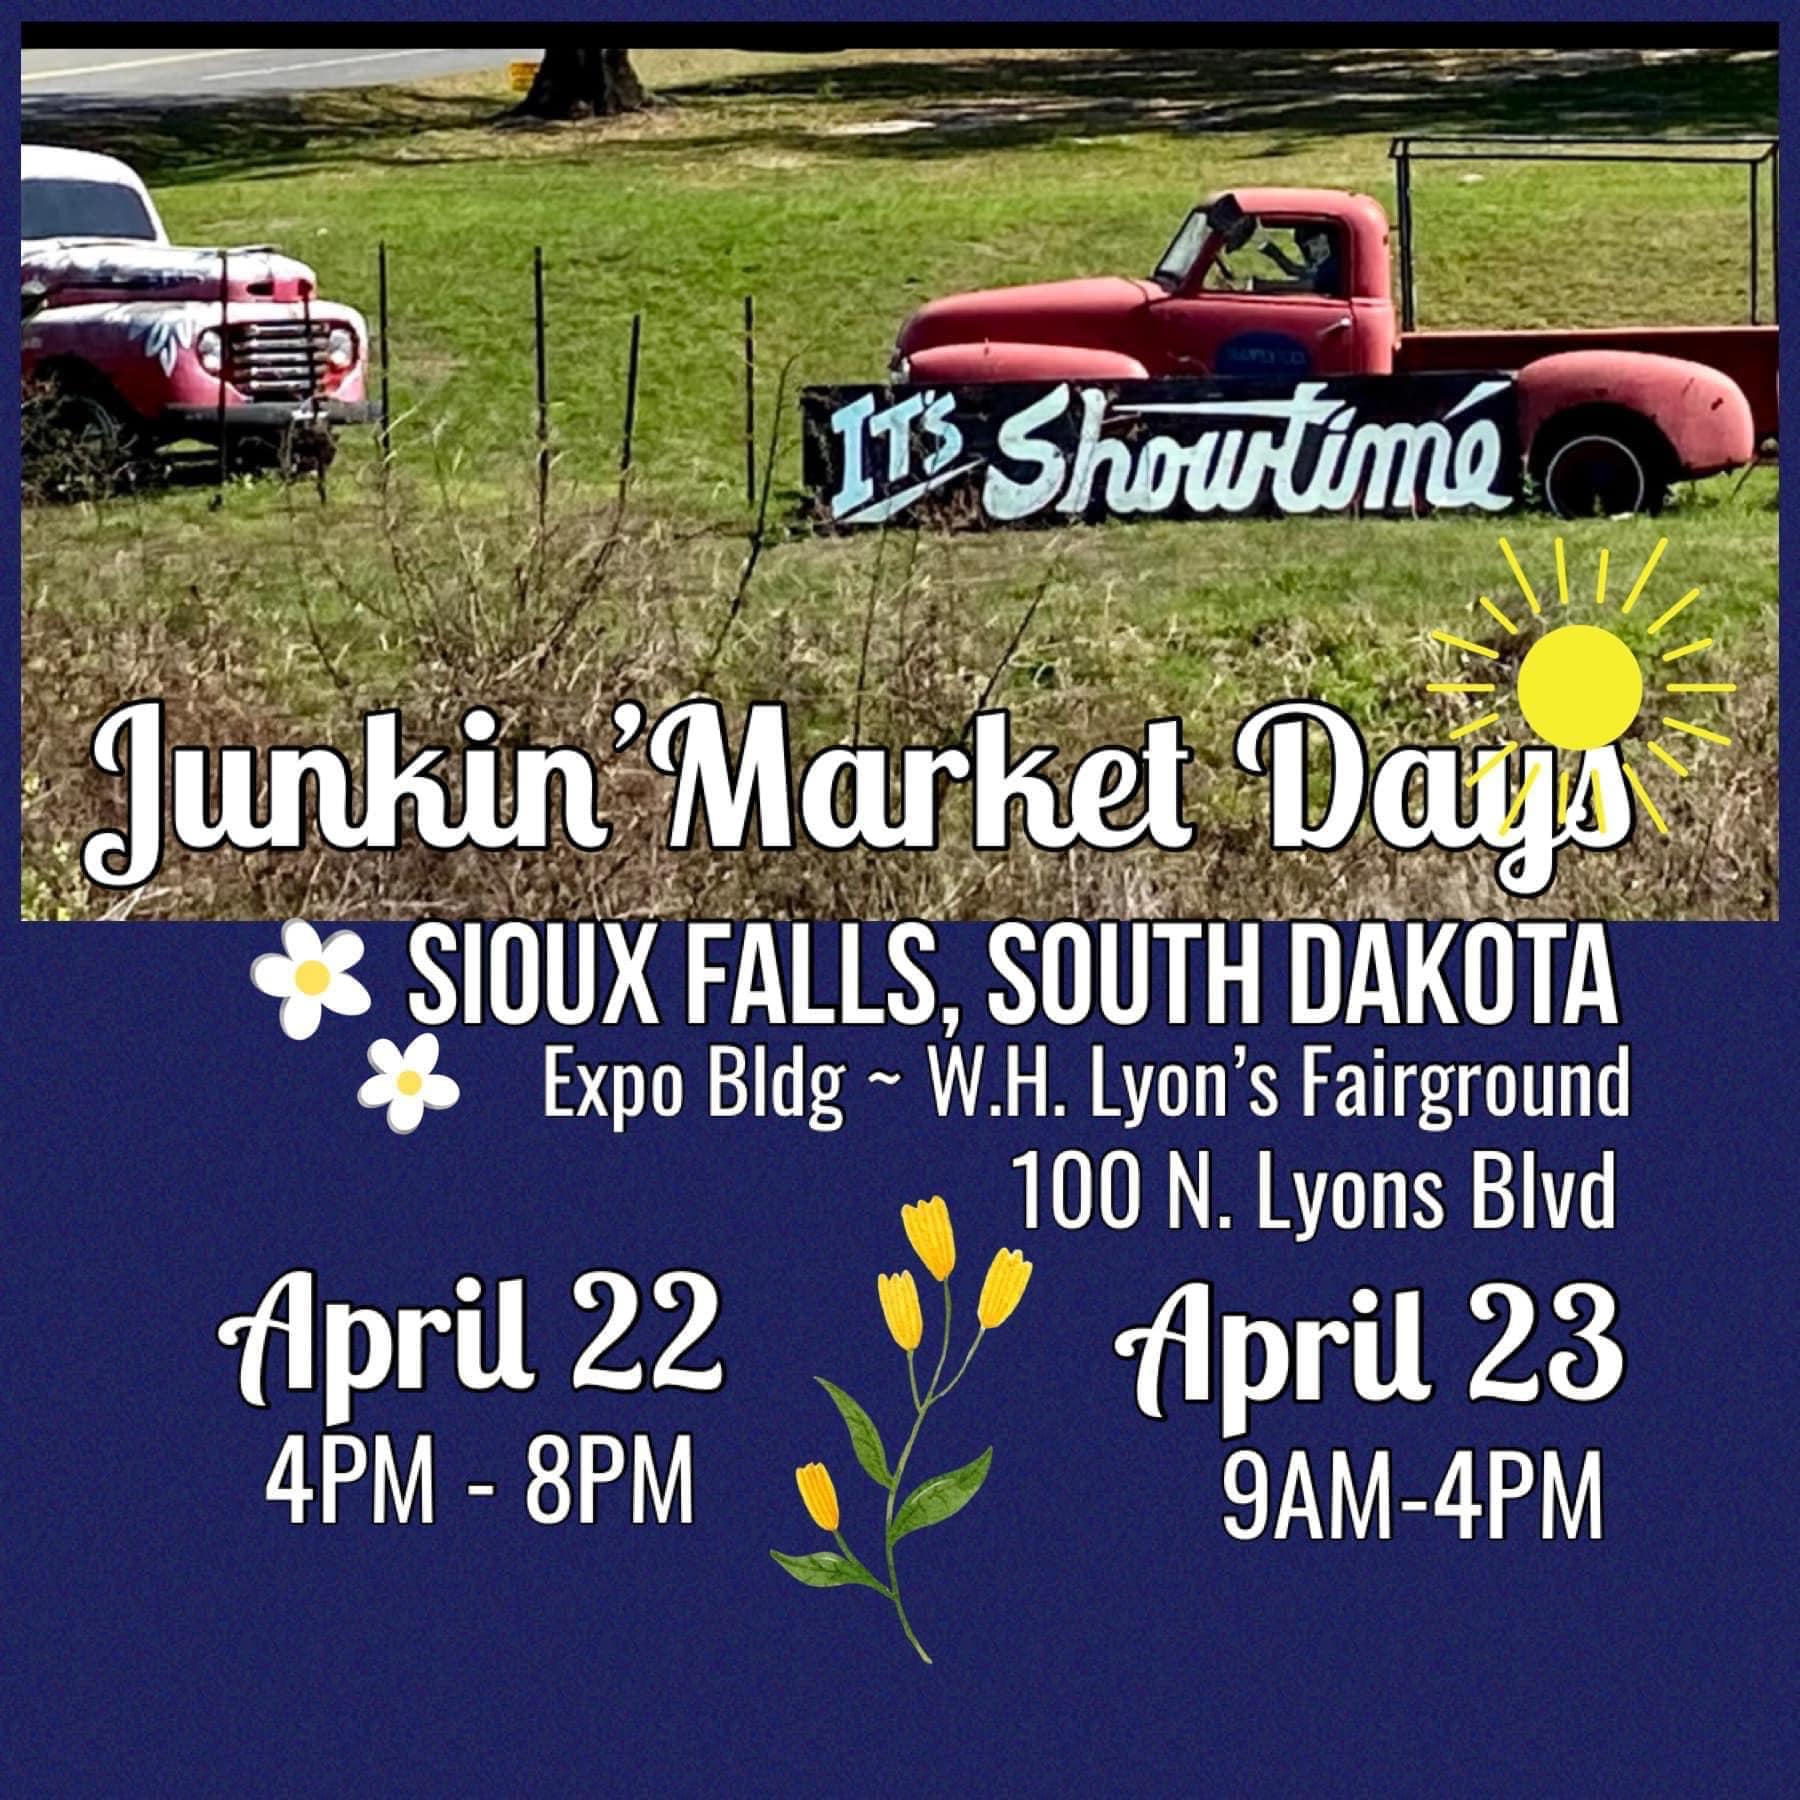 IT'S Showtime
Junkin' Market Days
SIOUX FALLS, SOUTH DAKOTA
Expo Bldg ~ W.H. Lyon's Fairground
100 N. Lyons Blvd
April 22
4PM - 8PM
April 23
9AM-4PM